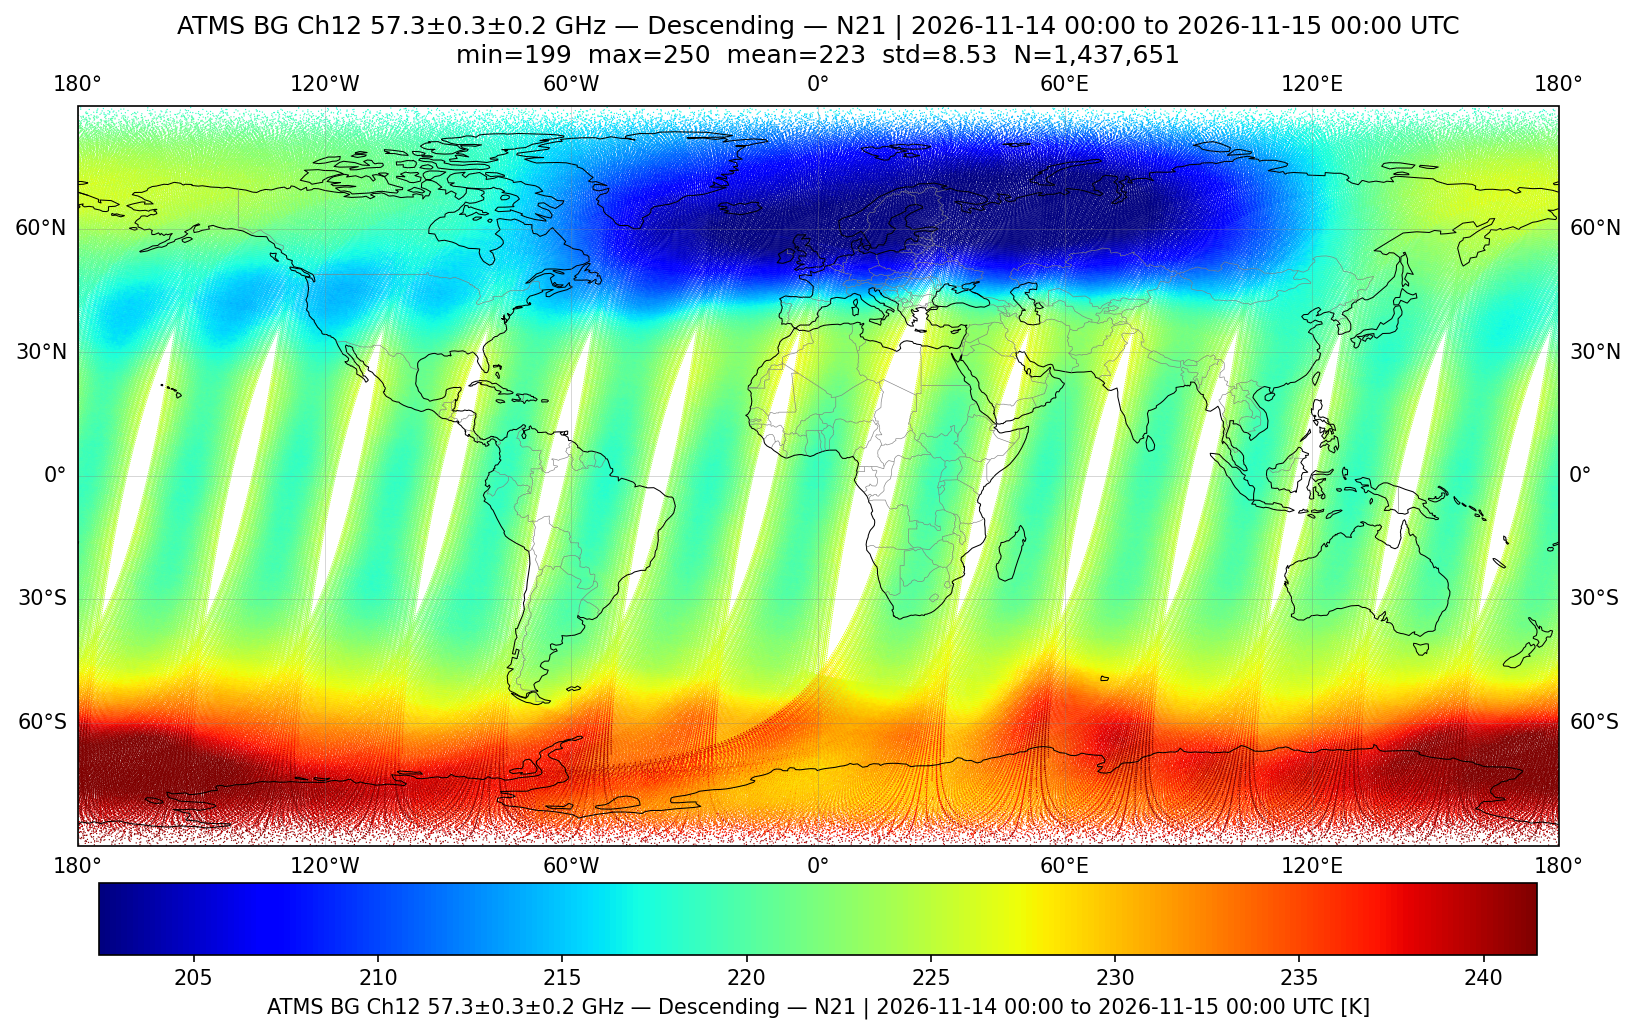 ATMS BG Ch12 57.3±0.3±0.2 GHz — Descending — N21 | 2026-11-14 00:00 to 2026-11-15 00:00 UTC
min=199 max=250 mean=223 std=8.53 N=1,437,651
180° 120°W 60°W 0° 60°E 120°E 180°
60°N 60°N
30°N 30°N
0° 0°
30°S 30°S
60°S 60°S
180° 120°W 60°W 0° 60°E 120°E 180°
205 210 215 220 225 230 235 240
ATMS BG Ch12 57.3±0.3±0.2 GHz — Descending — N21 | 2026-11-14 00:00 to 2026-11-15 00:00 UTC [K]